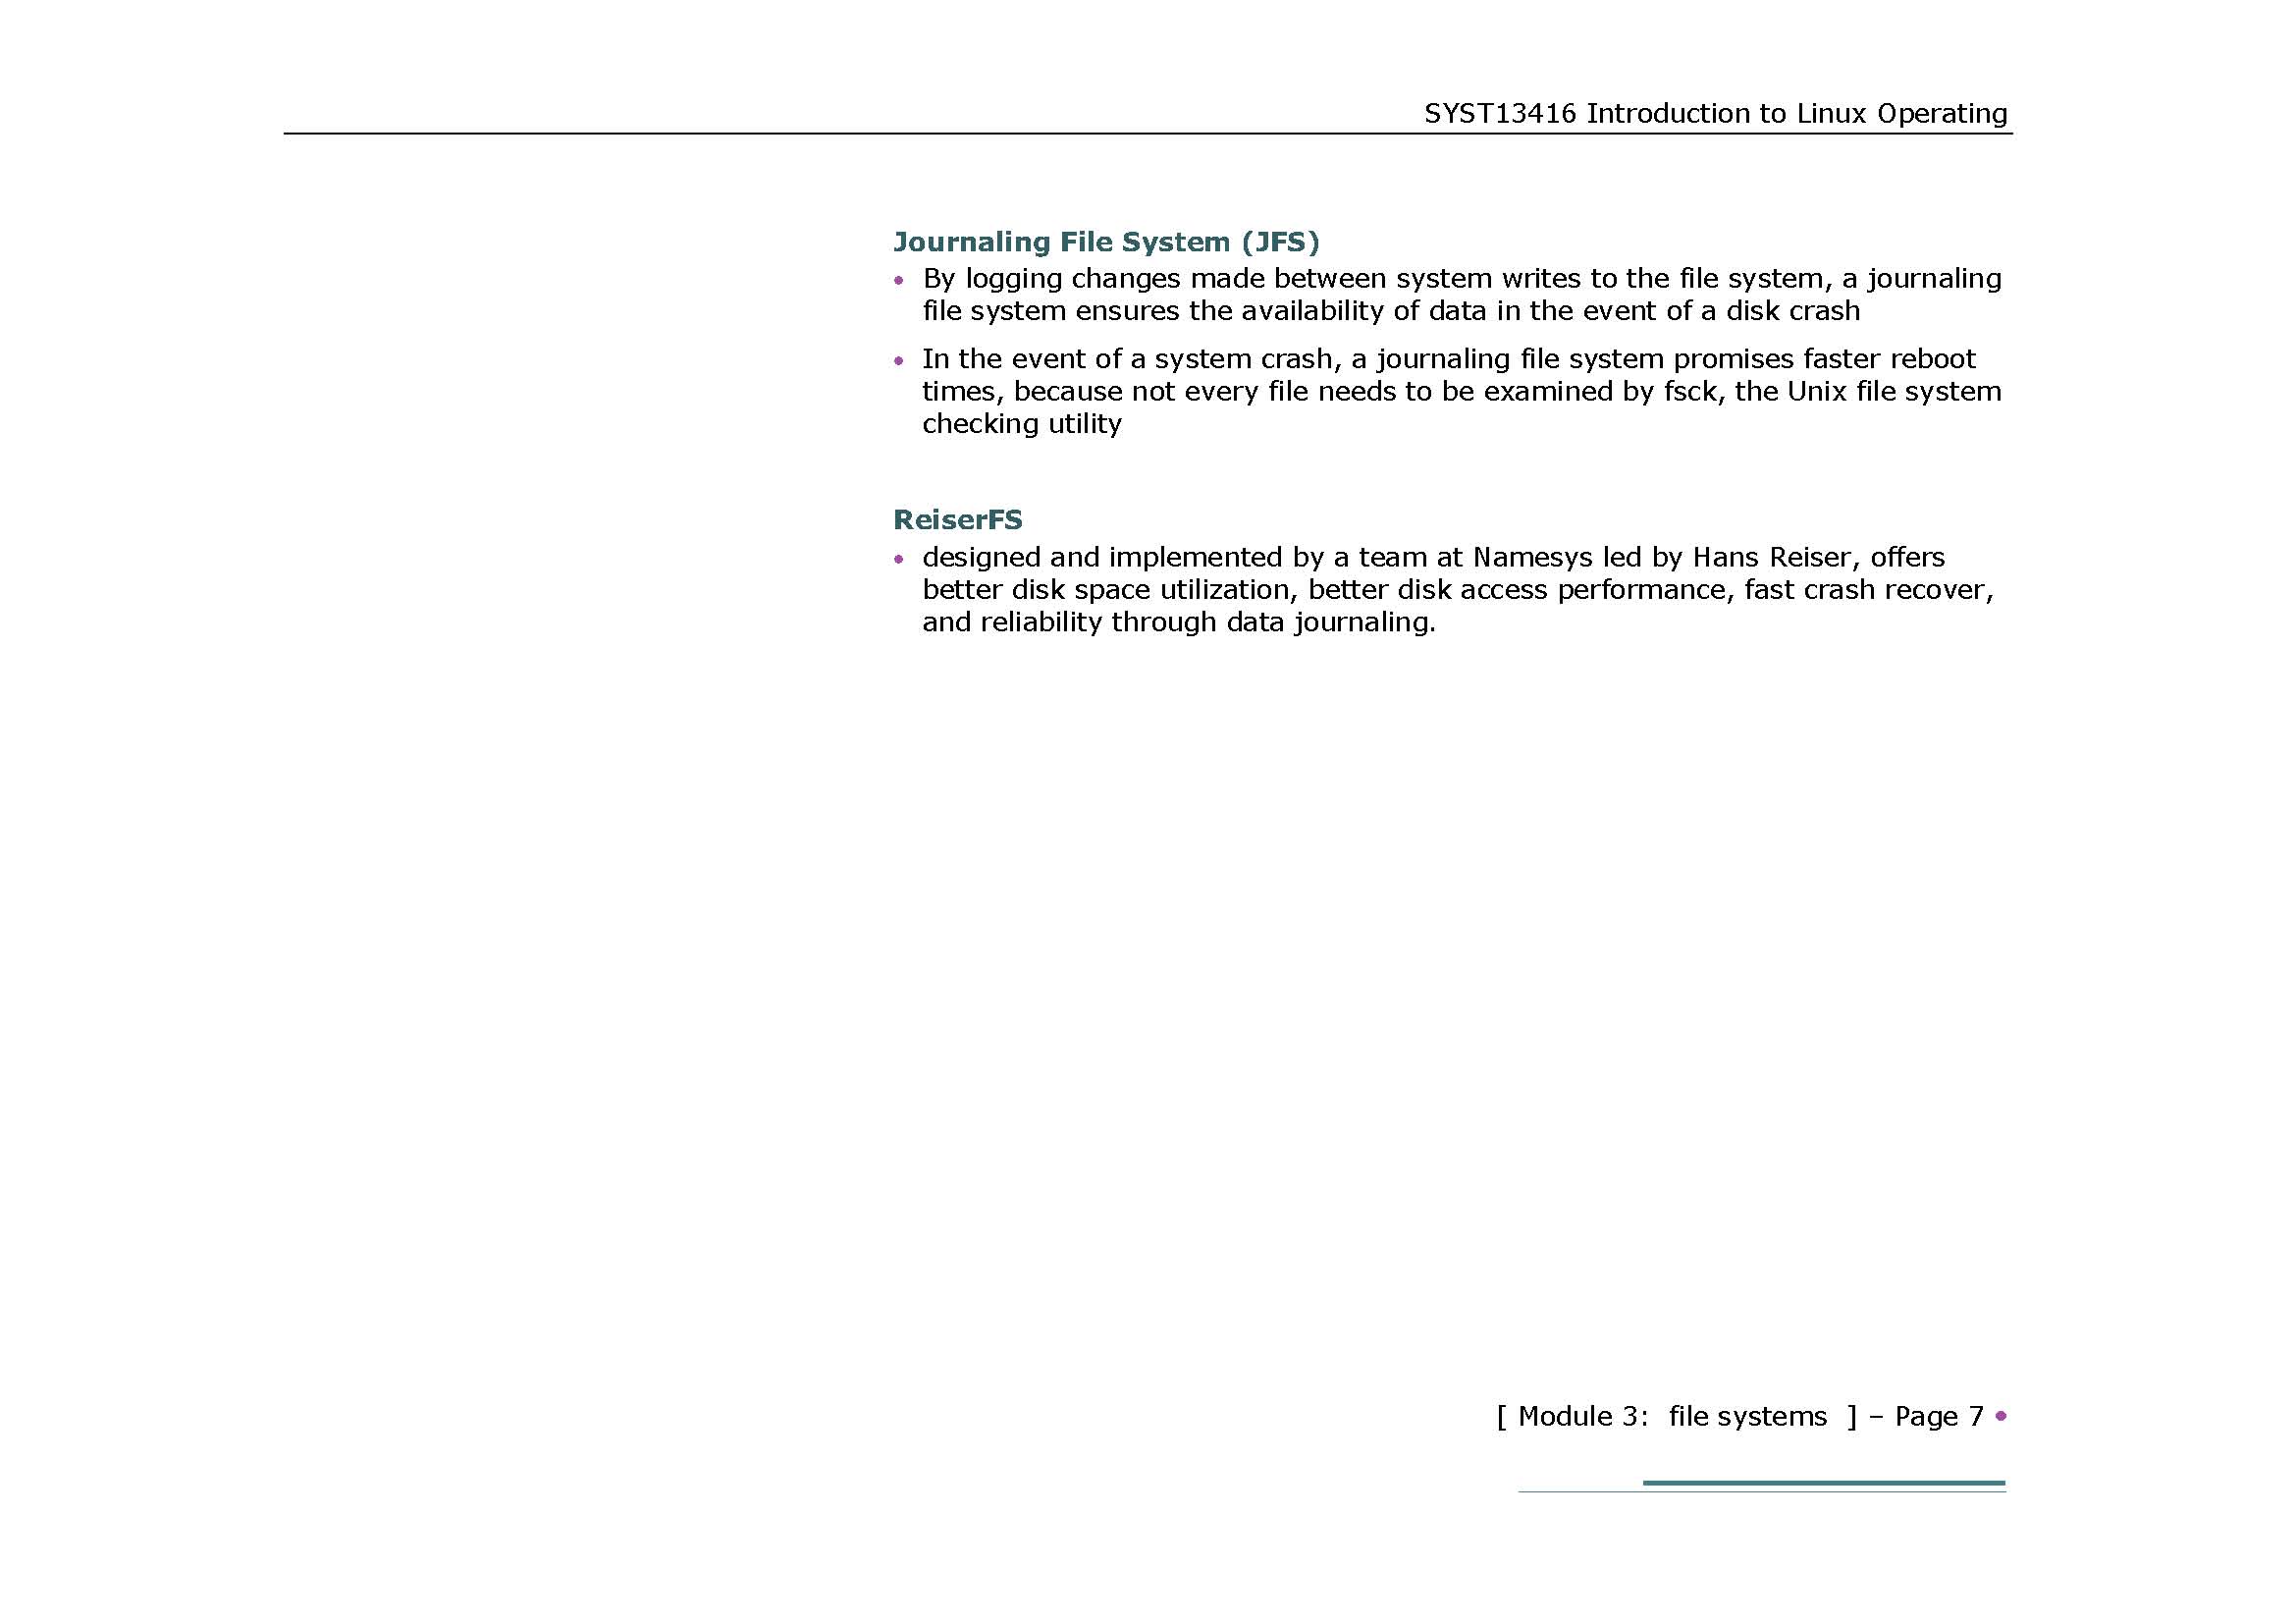 SYST13416 Introduction to Linux Operating
Journaling File System (JFS)
• By logging changes made between system writes to the file system, a journaling
file system ensures the availability of data in the event of a disk crash
• In the event of a system crash, a journaling file system promises faster reboot
times, because not every file needs to be examined by fsck, the Unix file system
checking utility
ReiserFS
• designed and implemented by a team at Namesys led by Hans Reiser, offers
better disk space utilization, better disk access performance, fast crash recover,
and reliability through data journaling.
[ Module 3:  file systems  ] – Page 7 •